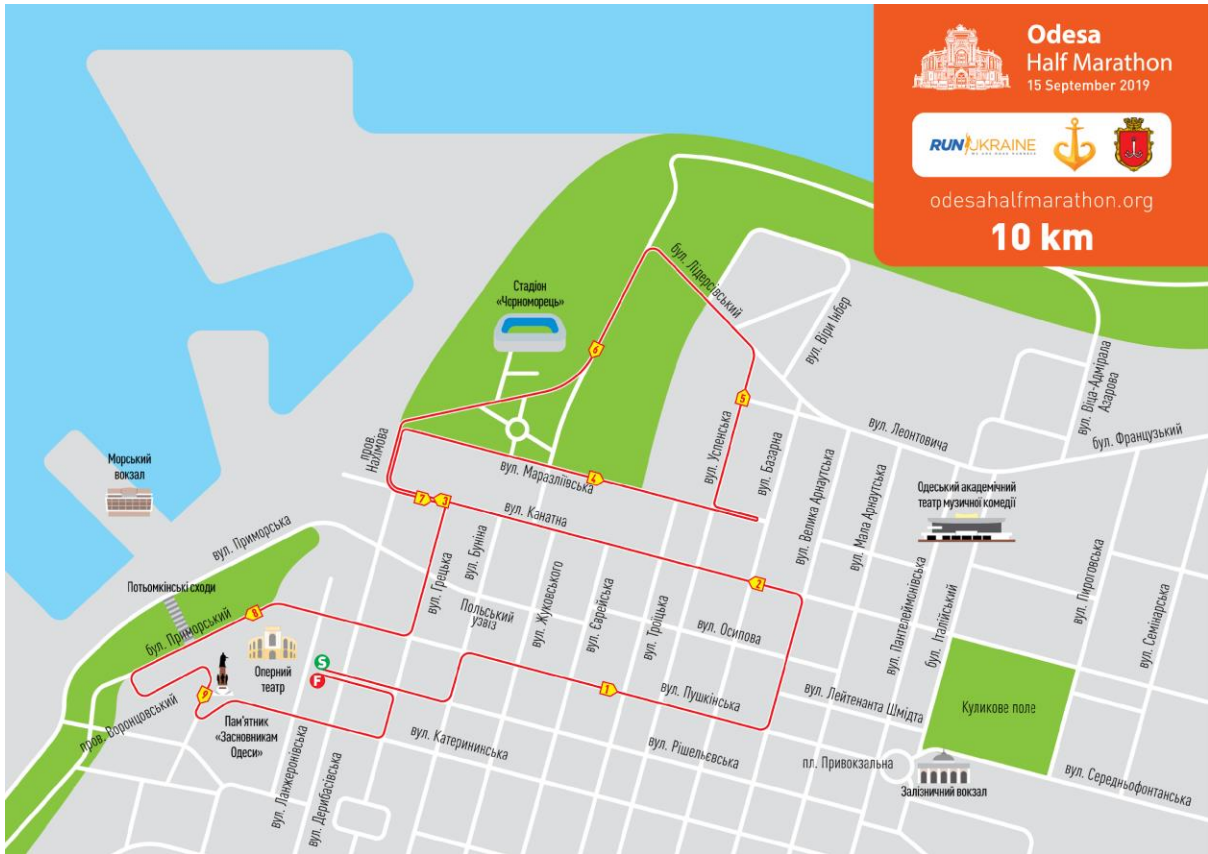 Odesa
Half Marathon
15 September 2019
RUN UKRAINE
odesahalfmarathon.org
10 km
бул. Лідерсівський
Стадіон
«Чорноморець»
6
вул. Віри Інбер
вул. Віце-Адмірала
Азарова
5
вул. Леонтовича
бул. Французький
пров.
Нахімова
вул. Успенська
вул. Базарна
Морський
вокзал
вул. Маразліївська
4
вул. Велика Арнаутська
вул. Мала Арнаутська
Одеський академічний
театр музичної комедії
7
3
вул. Канатна
вул. Приморська
вул. Буніна
вул. Грецька
Потьомкінські сходи
2
вул. Пантелеймонівська
бул. Італійський
вул. Пироговська
вул. Семінарська
вул. Жуковського
вул. Єврейська
вул. Троїцька
Польський
узвіз
8
вул. Осипова
бул. Приморський
Оперний
театр
S
F
1
вул. Пушкінська
вул. Лейтенанта Шмідта
Куликове поле
9
пров. Воронцовський
Пам'ятник
«Засновникам
Одеси»
вул. Катерининська
вул. Рішельєвська
пл. Привокзальна
вул. Ланжеронівська
вул. Дерибасівська
Залізничний вокзал
вул. Середньофонтанська